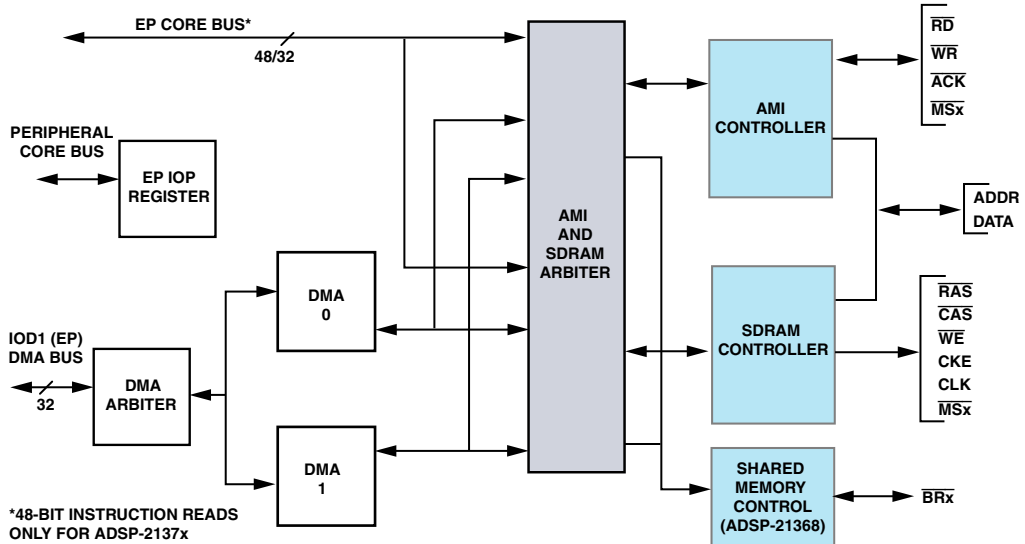 EP CORE BUS*
48/32
PERIPHERAL
CORE BUS
EP IOP
REGISTER
IOD1 (EP)
DMA BUS
32
DMA
ARBITER
DMA
0
DMA
1
*48-BIT INSTRUCTION READS
ONLY FOR ADSP-2137x
AMI
AND
SDRAM
ARBITER
AMI
CONTROLLER
SDRAM
CONTROLLER
SHARED
MEMORY
CONTROL
(ADSP-21368)
RD
WR
ACK
MSx
ADDR
DATA
RAS
CAS
WE
CKE
CLK
MSx
BRx